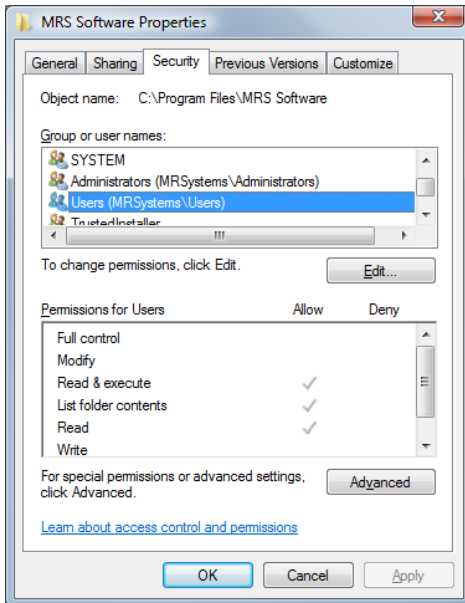 MRS Software Properties
General Sharing Security Previous Versions Customize
Object name: C:\Program Files\MRS Software
Group or user names:
SYSTEM
Administrators (MRSystems\Administrators)
Users (MRSystems\Users)
TrustedInstaller
To change permissions, click Edit.
Edit...
Permissions for Users Allow Deny
Full control
Modify
Read & execute
List folder contents
Read
Write
For special permissions or advanced settings,
click Advanced.
Advanced
Learn about access control and permissions
OK Cancel Apply